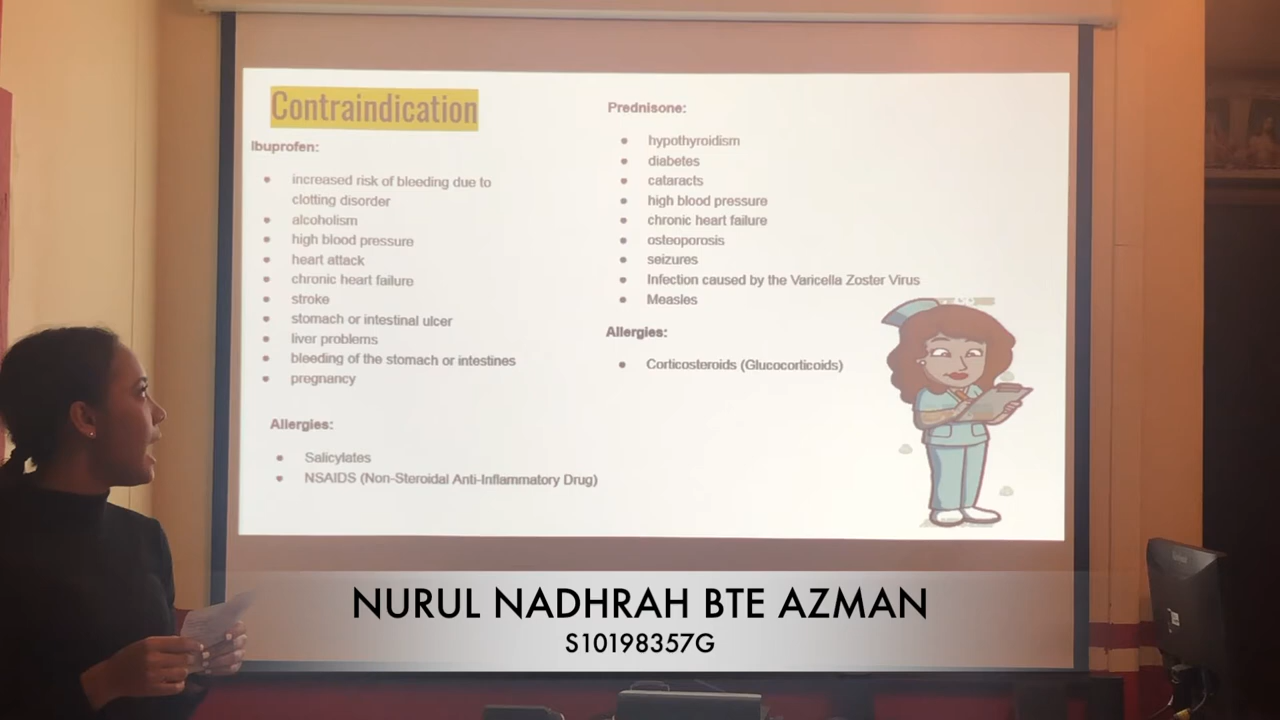 Contraindication
Ibuprofen:
● increased risk of bleeding due to
clotting disorder
● alcoholism
● high blood pressure
● heart attack
● chronic heart failure
● stroke
● stomach or intestinal ulcer
● liver problems
● bleeding of the stomach or intestines
● pregnancy
Allergies:
● Salicylates
● NSAIDS (Non-Steroidal Anti-Inflammatory Drug)
Prednisone:
● hypothyroidism
● diabetes
● cataracts
● high blood pressure
● chronic heart failure
● osteoporosis
● seizures
● Infection caused by the Varicella Zoster Virus
● Measles
Allergies:
● Corticosteroids (Glucocorticoids)
NURUL NADHRAH BTE AZMAN
S10198357G